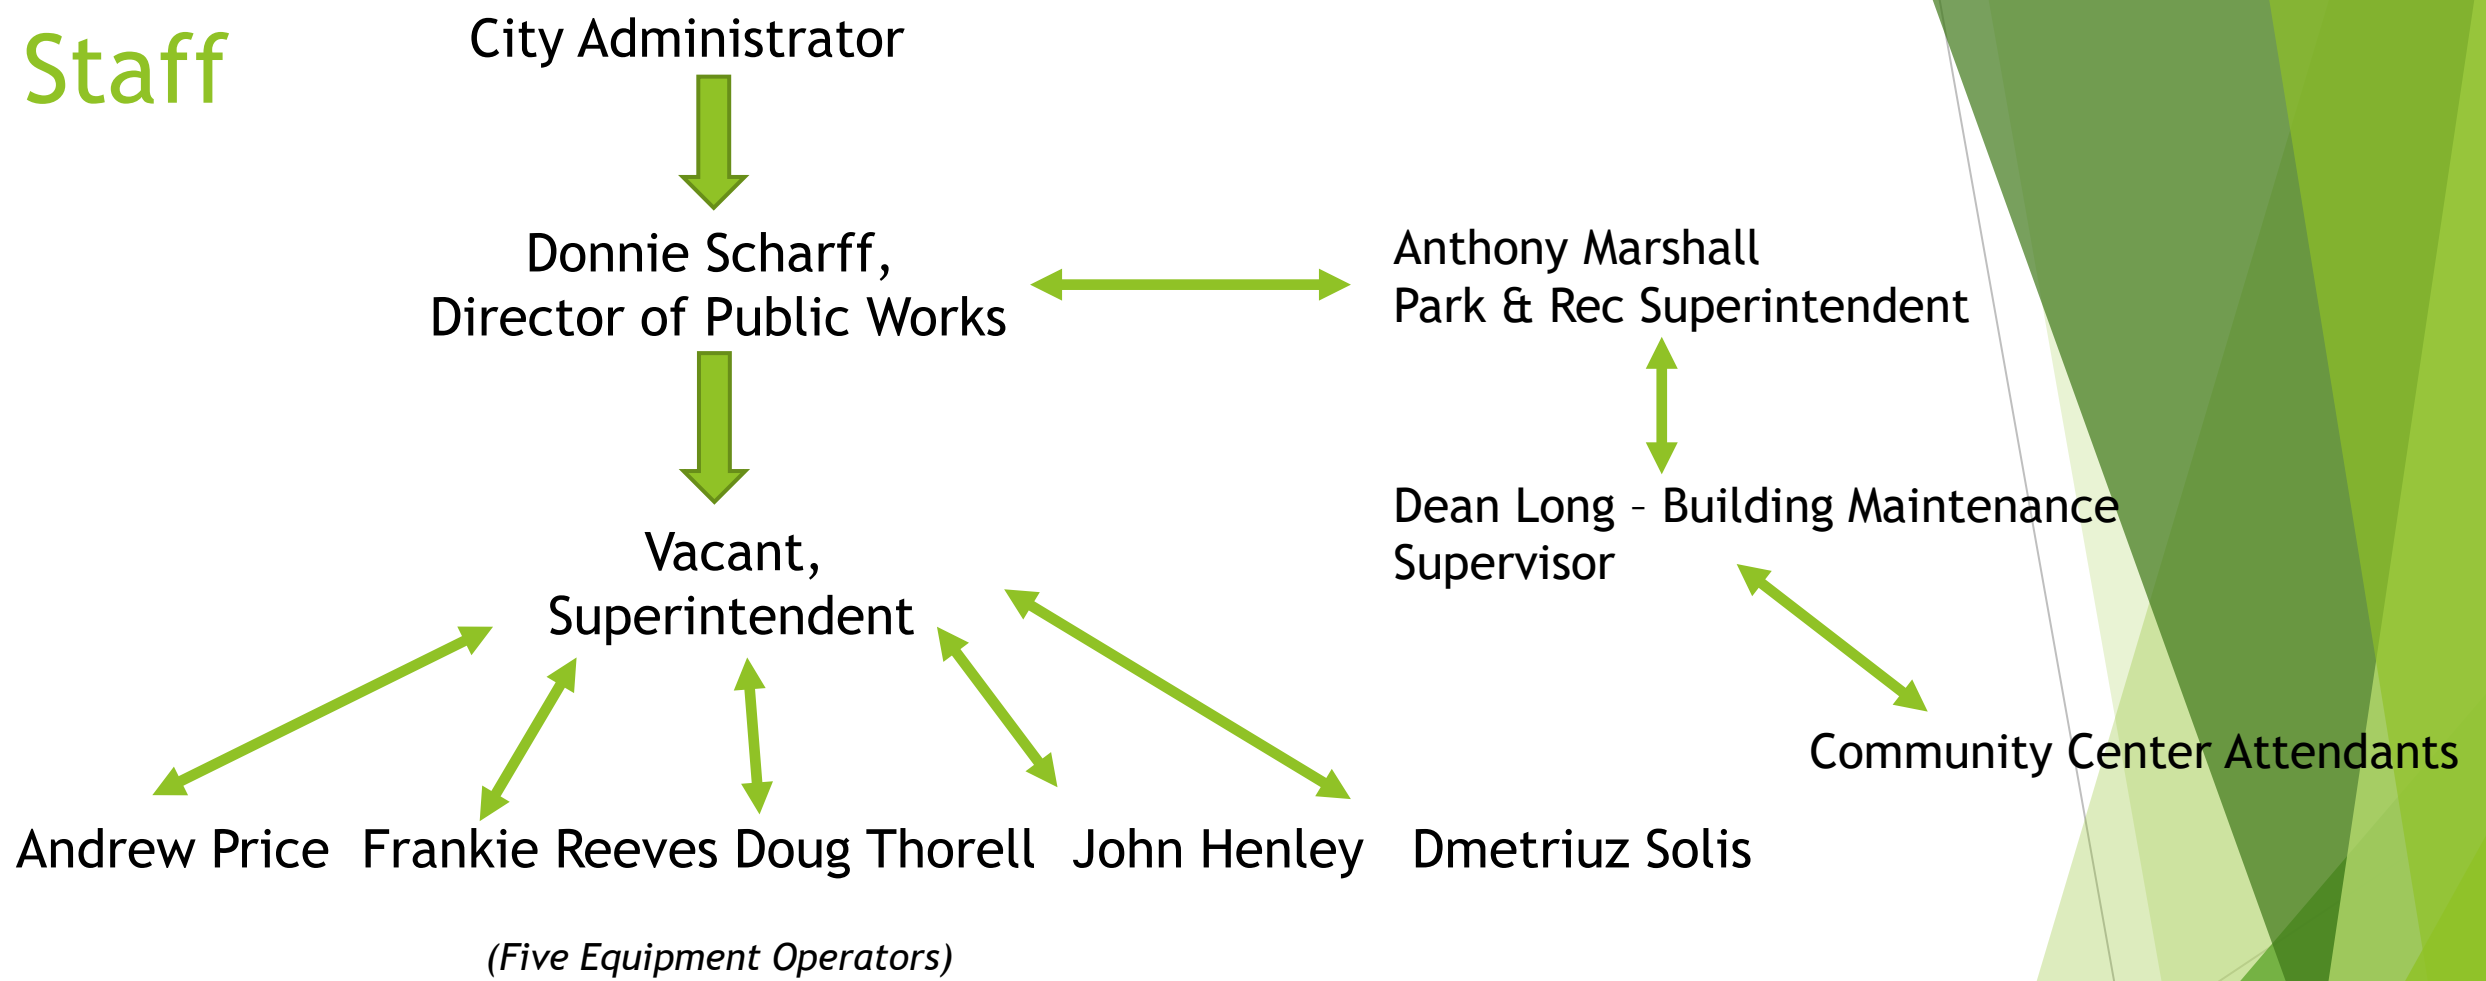 Staff
City Administrator
Donnie Scharff,
Director of Public Works
Anthony Marshall
Park & Rec Superintendent
Dean Long – Building Maintenance
Supervisor
Vacant,
Superintendent
Community Center Attendants
Andrew Price Frankie Reeves Doug Thorell John Henley Dmetriuz Solis
(Five Equipment Operators)